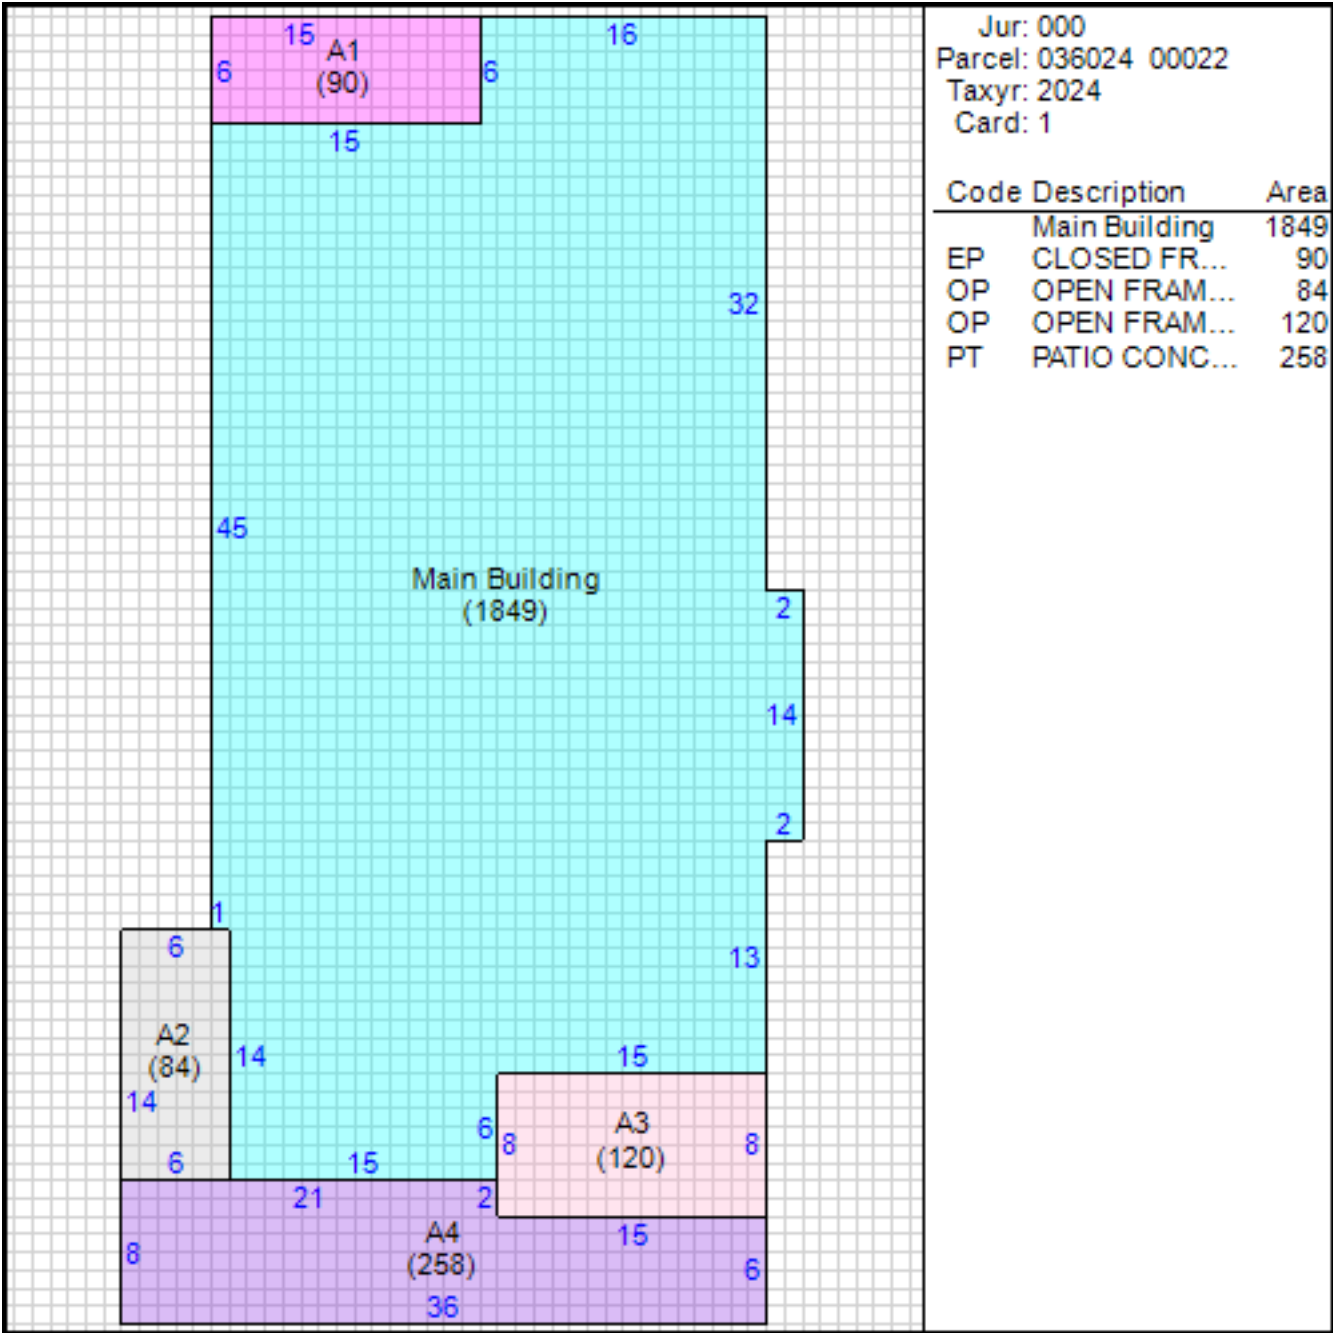 15
16
A1
6
(90)
6
15
32
45
Main Building
(1849)
2
14
2
1
6
13
A2
(84)
14
14
6
15
6
8
A3
(120)
8
15
21
2
A4
(258)
8
15
6
36
Jur: 000
Parcel: 036024 00022
Taxyr: 2024
Card: 1
Code Description Area
Main Building 1849
EP CLOSED FR... 90
OP OPEN FRAM... 84
OP OPEN FRAM... 120
PT PATIO CONC... 258